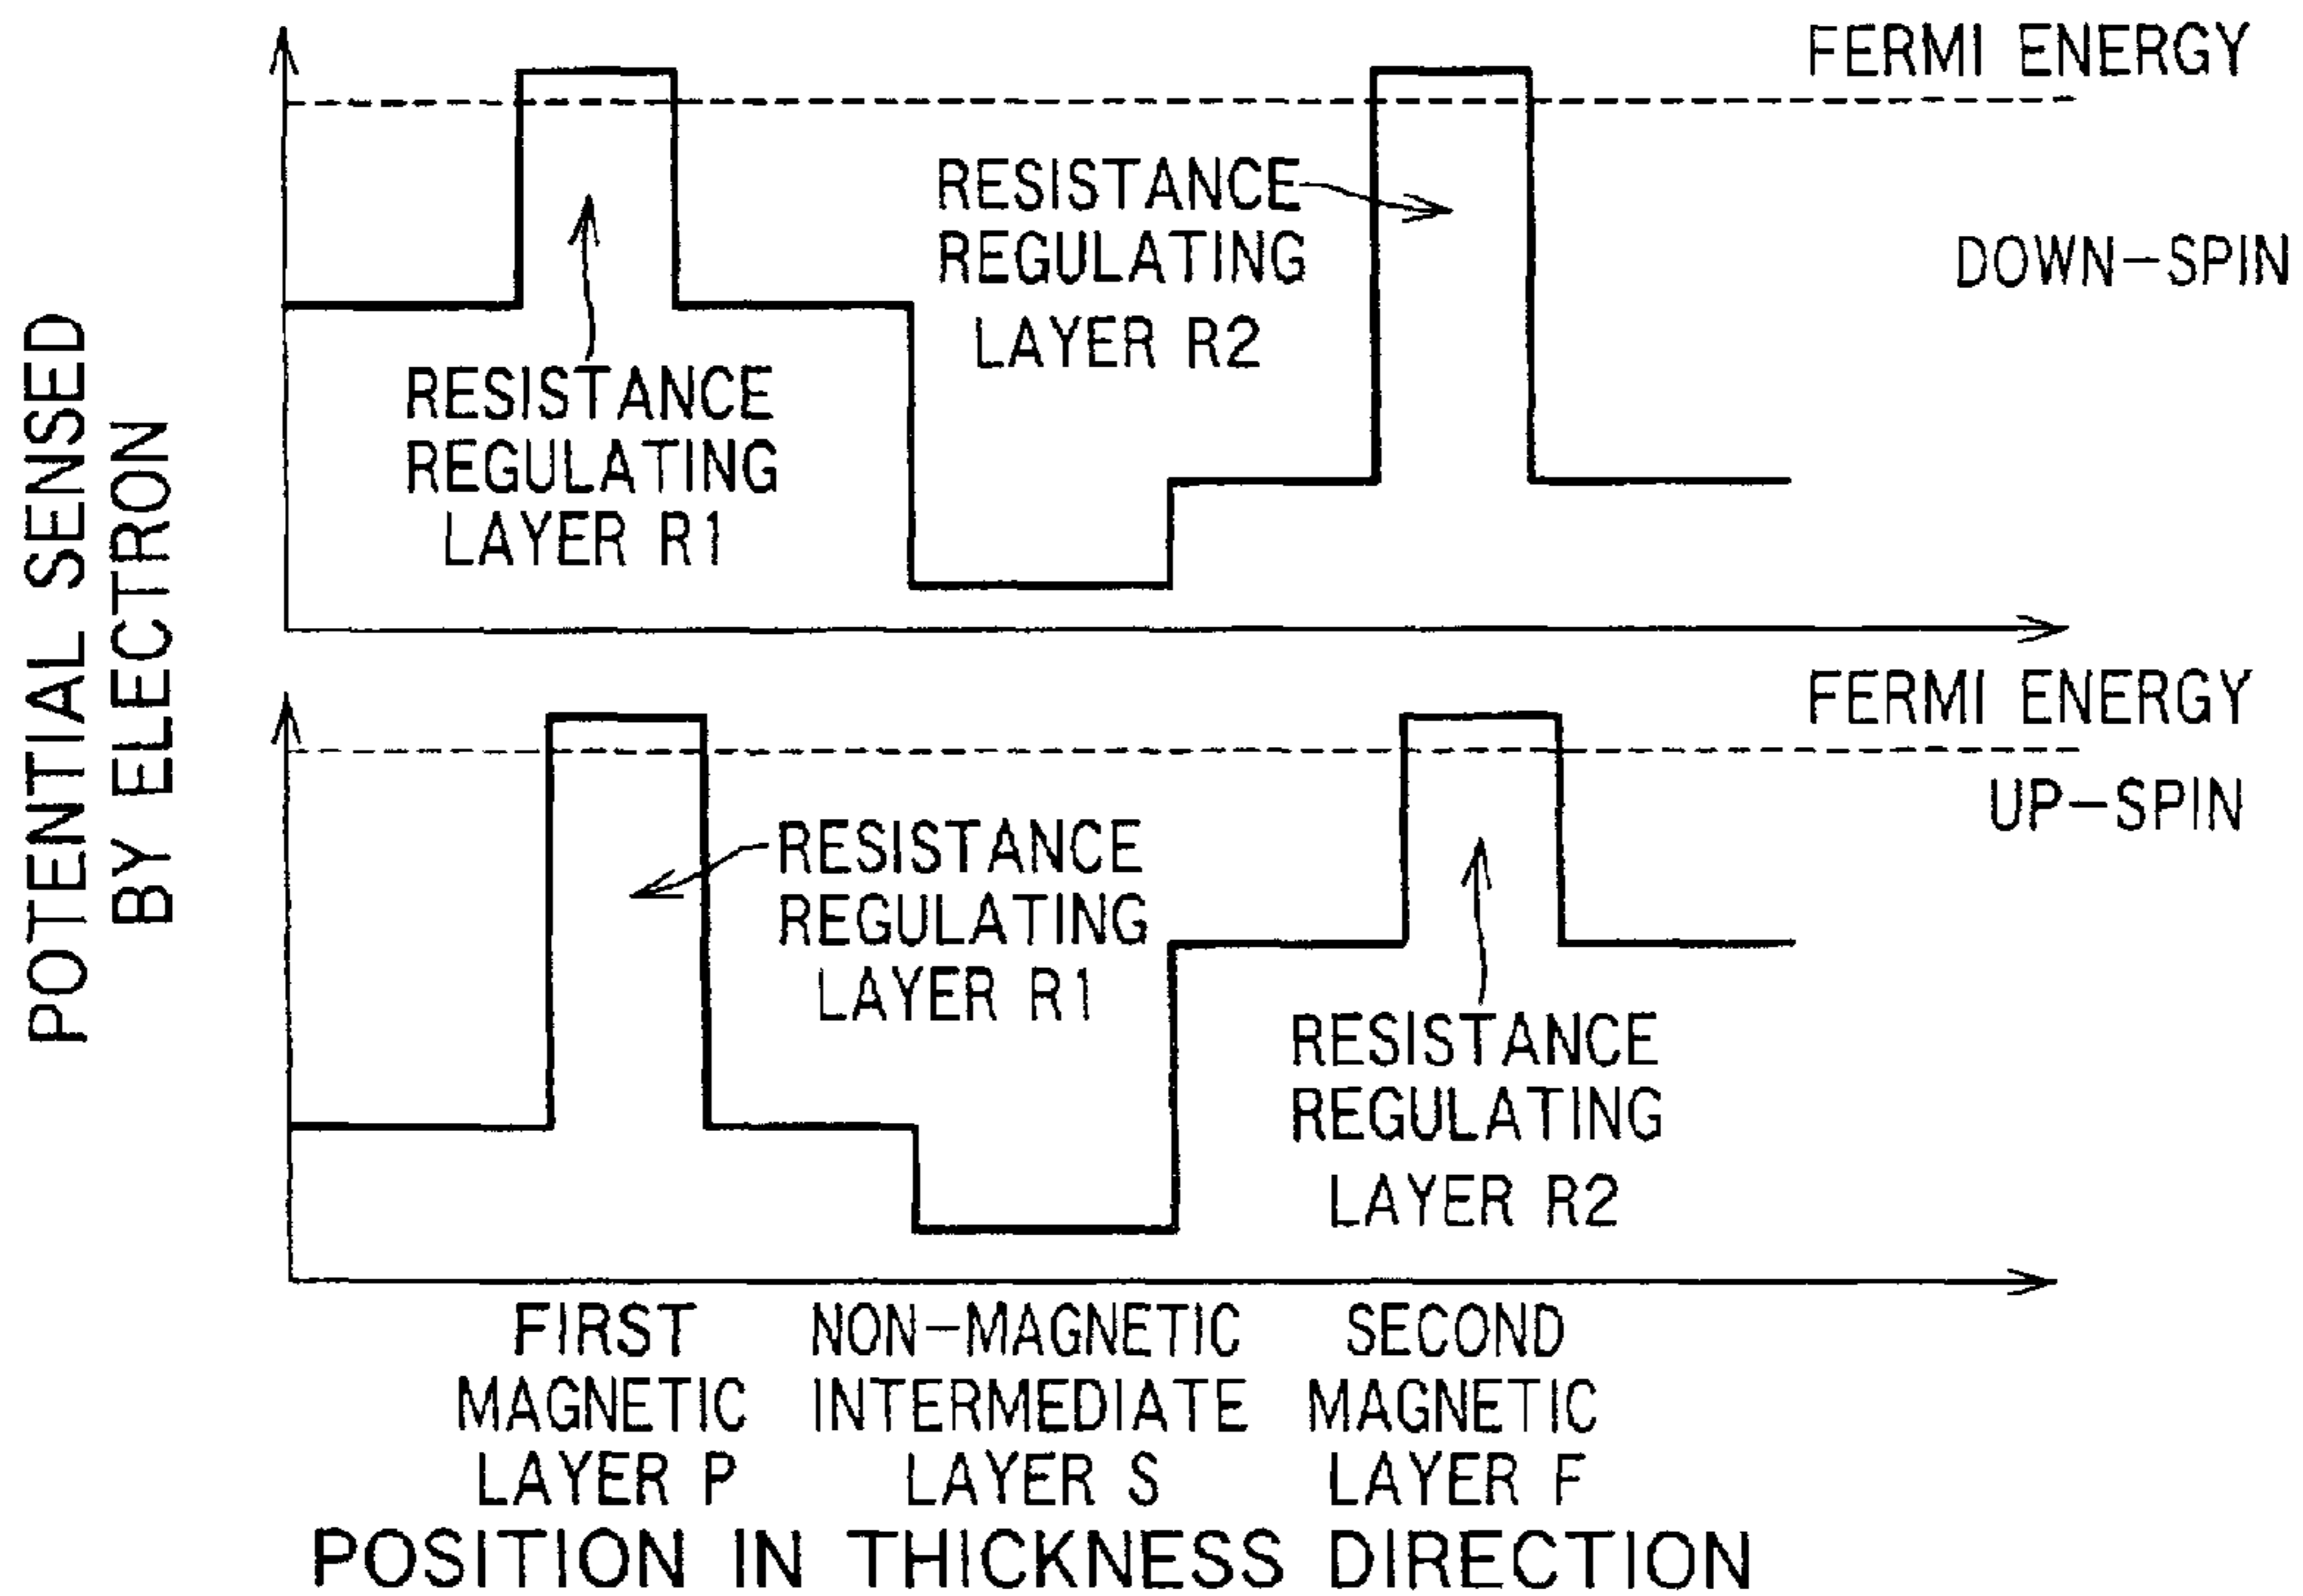 POTENTIAL SENSED
BY ELECTRON
FERMI ENERGY
DOWN-SPIN
RESISTANCE
REGULATING
LAYER R1
RESISTANCE
REGULATING
LAYER R2
FERMI ENERGY
UP-SPIN
RESISTANCE
REGULATING
LAYER R1
RESISTANCE
REGULATING
LAYER R2
FIRST
MAGNETIC
LAYER P
NON-MAGNETIC
INTERMEDIATE
LAYER S
SECOND
MAGNETIC
LAYER F
POSITION IN THICKNESS DIRECTION